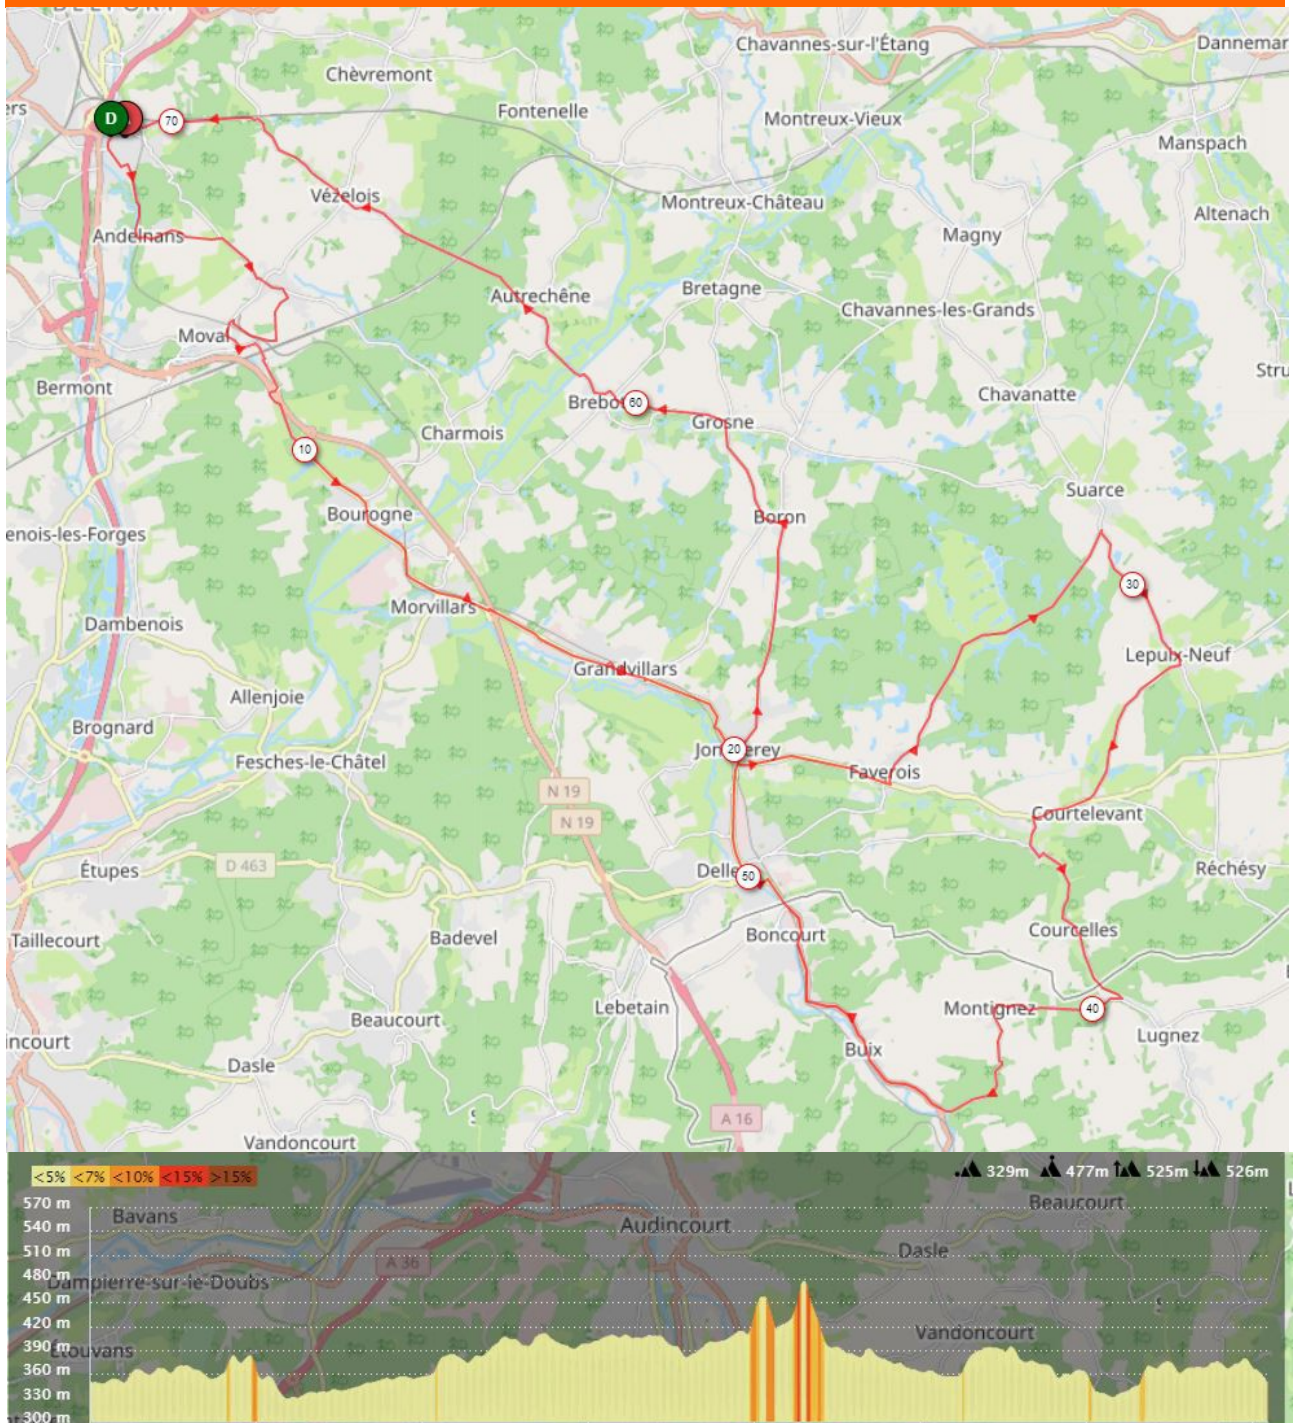 BELFORT
Chavannes-sur-l'Étang
Dannemar
Chèvremont
ers
Fontenelle
Montreux-Vieux
D
70
Manspach
Vézelois
Montreux-Château
Altenach
Andelnans
Magny
Autrechêne
Bretagne
Chavannes-les-Grands
Moval
Stru
Bermont
Chavanatte
60
Grosne
Charmois
10
Suarce
Bourogne
Boron
enois-les-Forges
30
Morvillars
Dambenois
Lepuix-Neuf
Grandvillars
Allenjoie
Brognard
20
Fesches-le-Châtel
Faverois
N 19
Courtelevant
N 19
D 463
Étupes
Delle
50
Réchésy
Courcelles
Taillecourt
Badevel
Boncourt
Lebetain
Montignez
40
Beaucourt
Lugnez
incourt
Buix
Dasle
A 16
Vandoncourt
<5% <7% <10% <15% >15%
329m 477m 525m 526m
570 m
Bavans
Beaucourt
540 m
Audincourt
510 m
A 36
Dasle
480 m
Dampierre-sur-le-Doubs
450 m
420 m
Vandoncourt
390 m
Étouvans
360 m
330 m
300 m